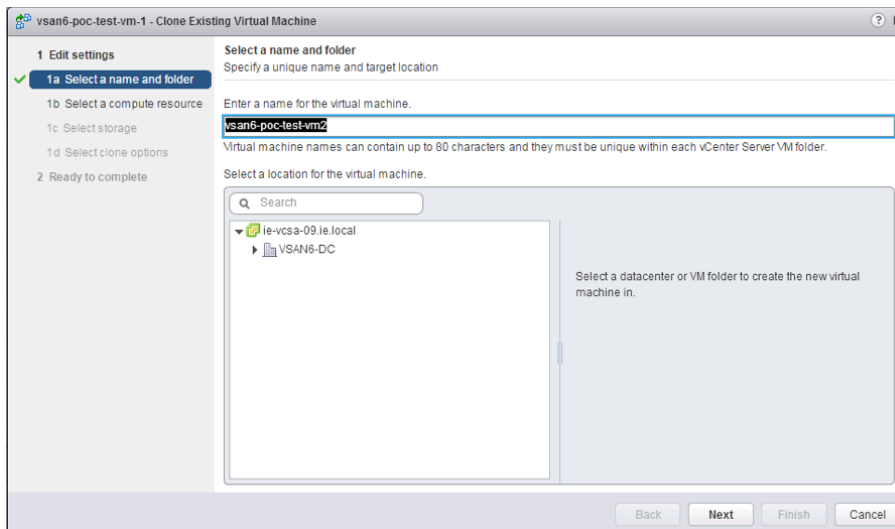 vsan6-poc-test-vm-1 - Clone Existing Virtual Machine
?
1 Edit settings
1a Select a name and folder
1b Select a compute resource
1c Select storage
1d Select clone options
2 Ready to complete
Select a name and folder
Specify a unique name and target location
Enter a name for the virtual machine.
vsan6-poc-test-vm2
Virtual machine names can contain up to 80 characters and they must be unique within each vCenter Server VM folder.
Select a location for the virtual machine.
Search
ie-vcsa-09.ie.local
VSAN6-DC
Select a datacenter or VM folder to create the new virtual
machine in.
Back
Next
Finish
Cancel